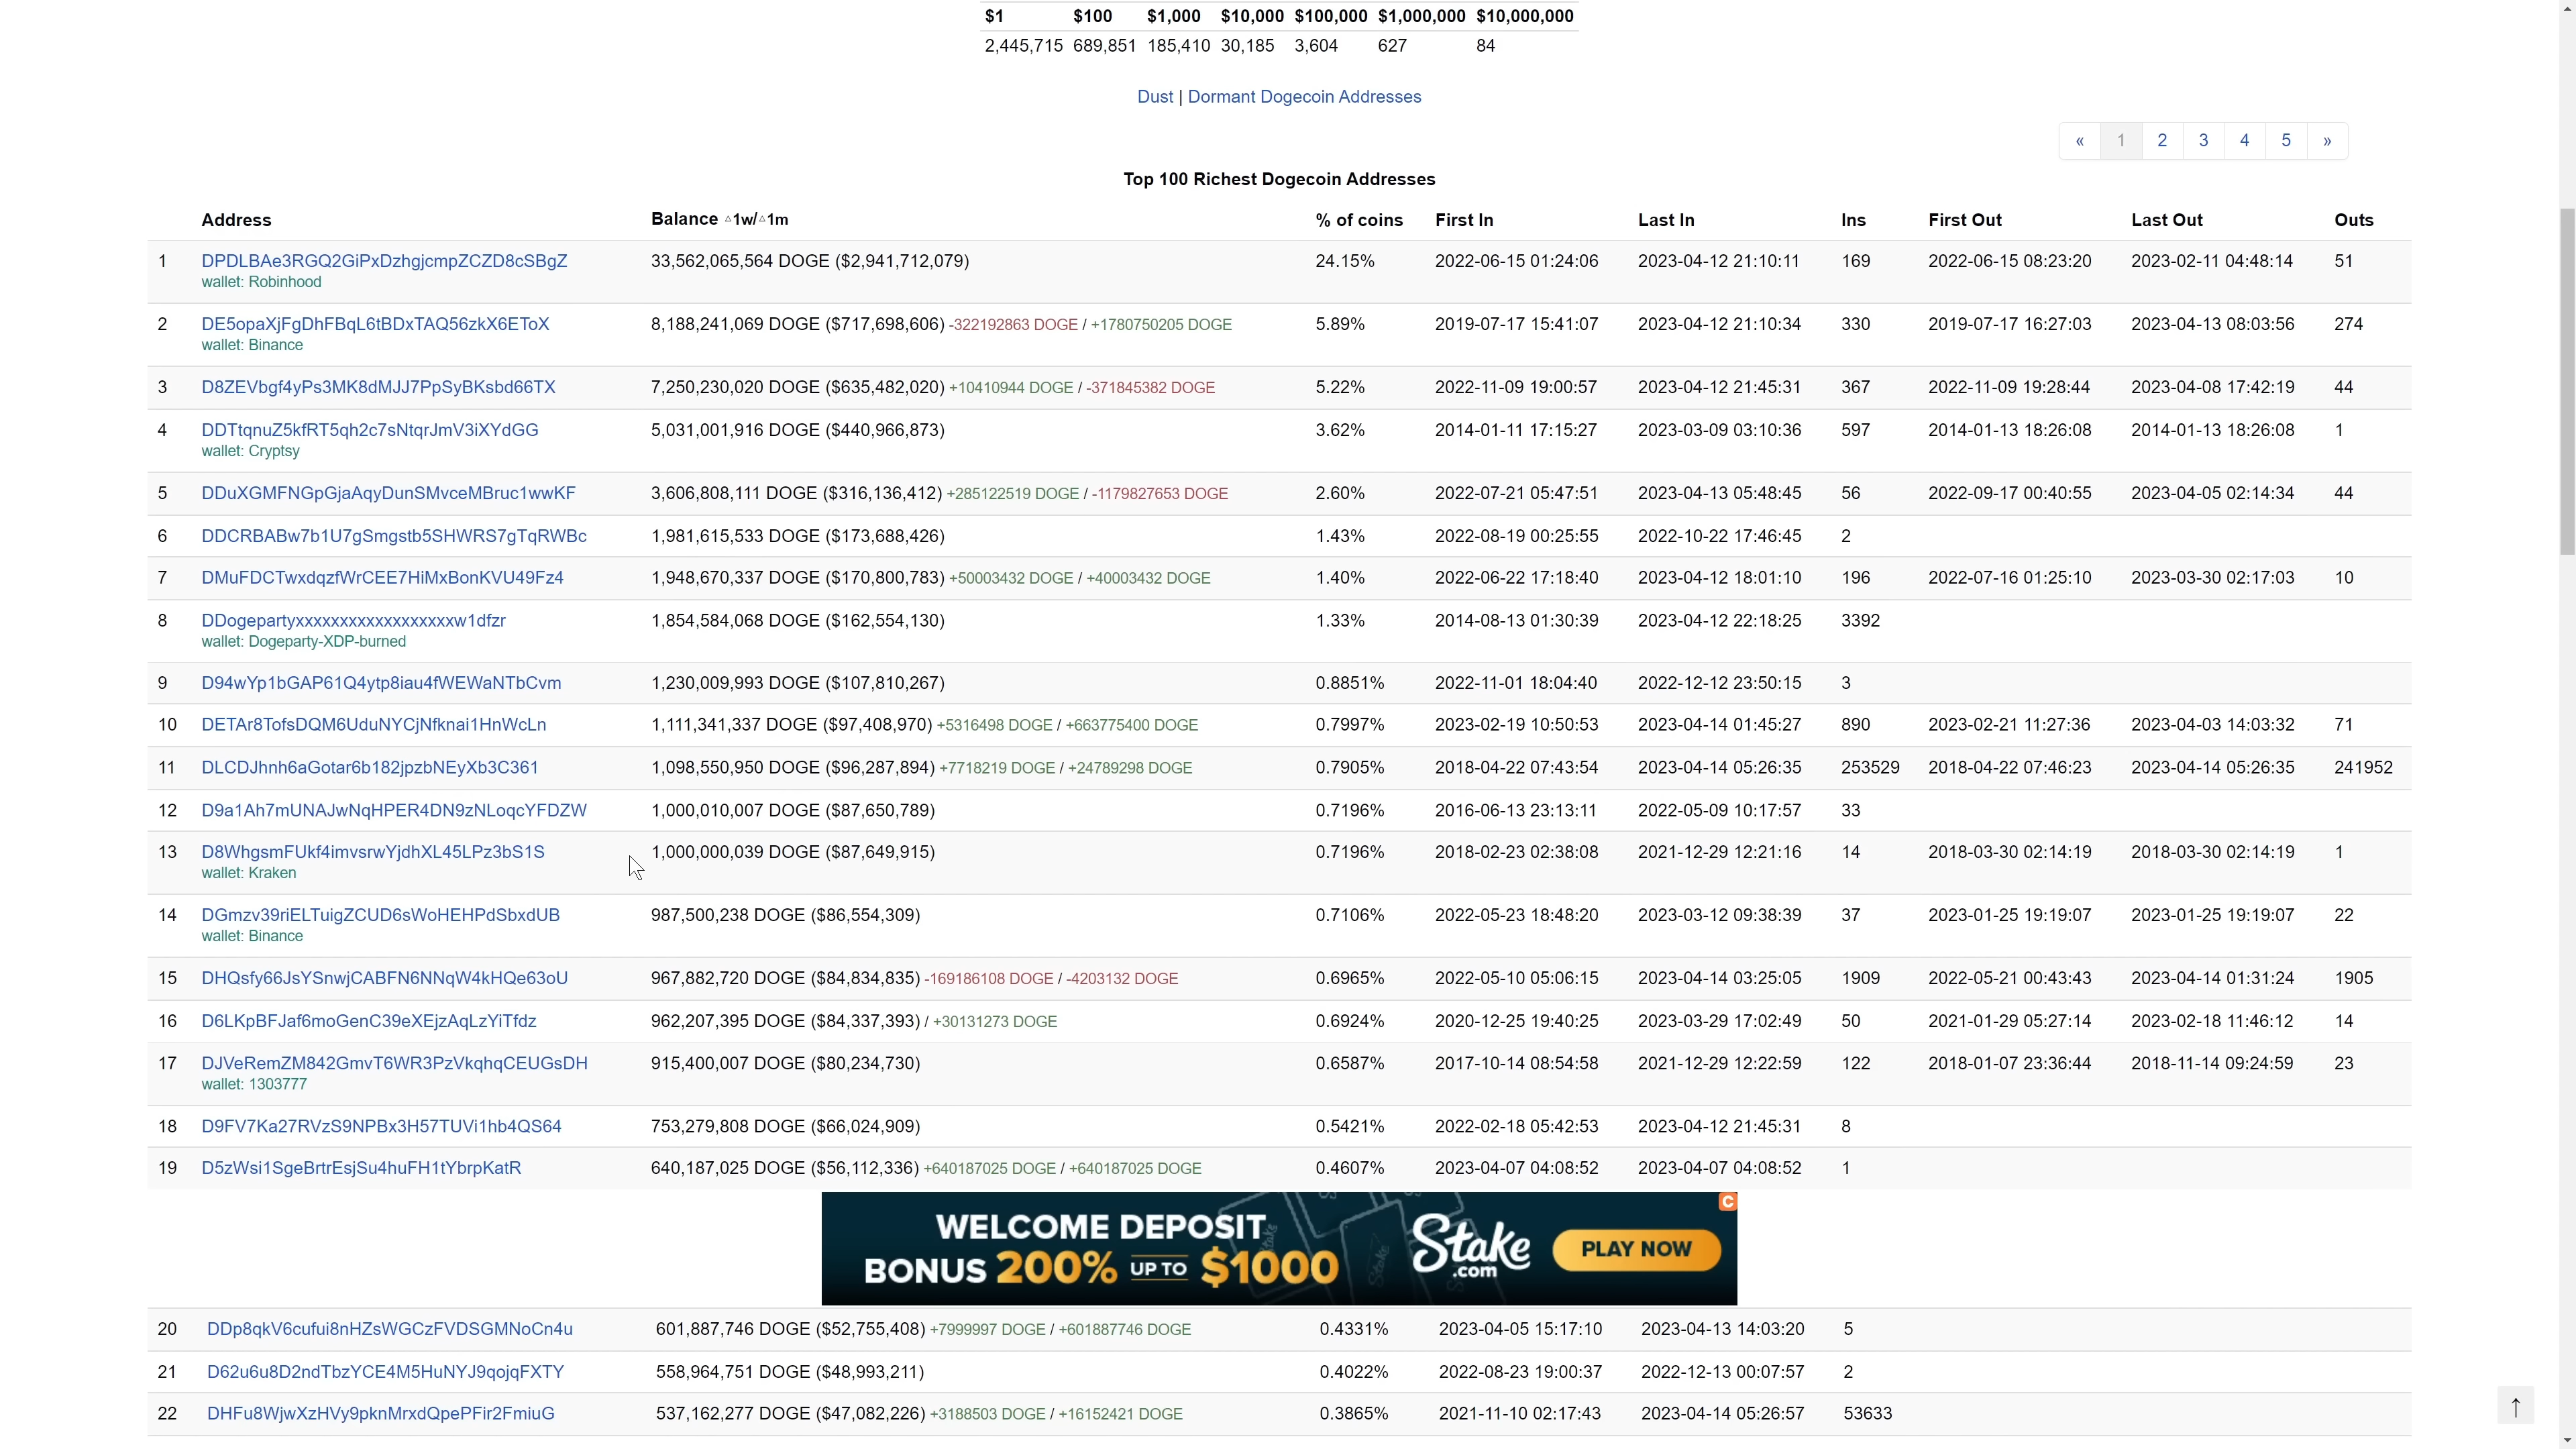 $1 $100 $1,000 $10,000 $100,000 $1,000,000 $10,000,000
2,445,715 689,851 185,410 30,185 3,604 627 84
Dust | Dormant Dogecoin Addresses
« 1 2 3 4 5 »
Top 100 Richest Dogecoin Addresses
Address Balance △1w/△1m % of coins First In Last In Ins First Out Last Out Outs
1 DPDLBAe3RGQ2GiPxDzhgjcmpZCZD8cSBgZ 33,562,065,564 DOGE ($2,941,712,079) 24.15% 2022-06-15 01:24:06 2023-04-12 21:10:11 169 2022-06-15 08:23:20 2023-02-11 04:48:14 51
wallet: Robinhood
2 DE5opaXjFgDhFBqL6tBDxTAQ56zkX6EToX 8,188,241,069 DOGE ($717,698,606) -322192863 DOGE / +1780750205 DOGE 5.89% 2019-07-17 15:41:07 2023-04-12 21:10:34 330 2019-07-17 16:27:03 2023-04-13 08:03:56 274
wallet: Binance
3 D8ZEVbgf4yPs3MK8dMJJ7PpSyBKsbd66TX 7,250,230,020 DOGE ($635,482,020) +10410944 DOGE / -371845382 DOGE 5.22% 2022-11-09 19:00:57 2023-04-12 21:45:31 367 2022-11-09 19:28:44 2023-04-08 17:42:19 44
4 DDTtqnuZ5kfRT5qh2c7sNtqrJmV3iXYdGG 5,031,001,916 DOGE ($440,966,873) 3.62% 2014-01-11 17:15:27 2023-03-09 03:10:36 597 2014-01-13 18:26:08 2014-01-13 18:26:08 1
wallet: Cryptsy
5 DDuXGMFNGpGjaAqyDunSMvceMBruc1wwKF 3,606,808,111 DOGE ($316,136,412) +285122519 DOGE / -1179827653 DOGE 2.60% 2022-07-21 05:47:51 2023-04-13 05:48:45 56 2022-09-17 00:40:55 2023-04-05 02:14:34 44
6 DDCRBABw7b1U7gSmgstb5SHWRS7gTqRWBc 1,981,615,533 DOGE ($173,688,426) 1.43% 2022-08-19 00:25:55 2022-10-22 17:46:45 2
7 DMuFDCTwxdqzfWrCEE7HiMxBonKVU49Fz4 1,948,670,337 DOGE ($170,800,783) +50003432 DOGE / +40003432 DOGE 1.40% 2022-06-22 17:18:40 2023-04-12 18:01:10 196 2022-07-16 01:25:10 2023-03-30 02:17:03 10
8 DDogepartyxxxxxxxxxxxxxxxxxxw1dfzr 1,854,584,068 DOGE ($162,554,130) 1.33% 2014-08-13 01:30:39 2023-04-12 22:18:25 3392
wallet: Dogeparty-XDP-burned
9 D94wYp1bGAP61Q4ytp8iau4fWEWaNTbCvm 1,230,009,993 DOGE ($107,810,267) 0.8851% 2022-11-01 18:04:40 2022-12-12 23:50:15 3
10 DETAr8TofsDQM6UduNYCjNfknai1HnWcLn 1,111,341,337 DOGE ($97,408,970) +5316498 DOGE / +663775400 DOGE 0.7997% 2023-02-19 10:50:53 2023-04-14 01:45:27 890 2023-02-21 11:27:36 2023-04-03 14:03:32 71
11 DLCDJhnh6aGotar6b182jpzbNEyXb3C361 1,098,550,950 DOGE ($96,287,894) +7718219 DOGE / +24789298 DOGE 0.7905% 2018-04-22 07:43:54 2023-04-14 05:26:35 253529 2018-04-22 07:46:23 2023-04-14 05:26:35 241952
12 D9a1Ah7mUNAJwNqHPER4DN9zNLoqcYFDZW 1,000,010,007 DOGE ($87,650,789) 0.7196% 2016-06-13 23:13:11 2022-05-09 10:17:57 33
13 D8WhgsmFUkf4imvsrwYjdhXL45LPz3bS1S 1,000,000,039 DOGE ($87,649,915) 0.7196% 2018-02-23 02:38:08 2021-12-29 12:21:16 14 2018-03-30 02:14:19 2018-03-30 02:14:19 1
wallet: Kraken
14 DGmzv39riELTuigZCUD6sWoHEHPdSbxdUB 987,500,238 DOGE ($86,554,309) 0.7106% 2022-05-23 18:48:20 2023-03-12 09:38:39 37 2023-01-25 19:19:07 2023-01-25 19:19:07 22
wallet: Binance
15 DHQsfy66JsYSnwjCABFN6NNqW4kHQe63oU 967,882,720 DOGE ($84,834,835) -169186108 DOGE / -4203132 DOGE 0.6965% 2022-05-10 05:06:15 2023-04-14 03:25:05 1909 2022-05-21 00:43:43 2023-04-14 01:31:24 1905
16 D6LKpBFJaf6moGenC39eXEjzAqLzYiTfdz 962,207,395 DOGE ($84,337,393) / +30131273 DOGE 0.6924% 2020-12-25 19:40:25 2023-03-29 17:02:49 50 2021-01-29 05:27:14 2023-02-18 11:46:12 14
17 DJVeRemZM842GmvT6WR3PzVkqhqCEUGsDH 915,400,007 DOGE ($80,234,730) 0.6587% 2017-10-14 08:54:58 2021-12-29 12:22:59 122 2018-01-07 23:36:44 2018-11-14 09:24:59 23
wallet: 1303777
18 D9FV7Ka27RVzS9NPBx3H57TUVi1hb4QS64 753,279,808 DOGE ($66,024,909) 0.5421% 2022-02-18 05:42:53 2023-04-12 21:45:31 8
19 D5zWsi1SgeBrtrEsjSu4huFH1tYbrpKatR 640,187,025 DOGE ($56,112,336) +640187025 DOGE / +640187025 DOGE 0.4607% 2023-04-07 04:08:52 2023-04-07 04:08:52 1
WELCOME DEPOSIT
BONUS 200% UP TO $1000
Stake
.com
PLAY NOW
C
20 DDp8qkV6cufui8nHZsWGCzFVDSGMNoCn4u 601,887,746 DOGE ($52,755,408) +7999997 DOGE / +601887746 DOGE 0.4331% 2023-04-05 15:17:10 2023-04-13 14:03:20 5
21 D62u6u8D2ndTbzYCE4M5HuNYJ9qojqFXTY 558,964,751 DOGE ($48,993,211) 0.4022% 2022-08-23 19:00:37 2022-12-13 00:07:57 2
22 DHFu8WjwXzHVy9pknMrxdQpePFir2FmiuG 537,162,277 DOGE ($47,082,226) +3188503 DOGE / +16152421 DOGE 0.3865% 2021-11-10 02:17:43 2023-04-14 05:26:57 53633
↑